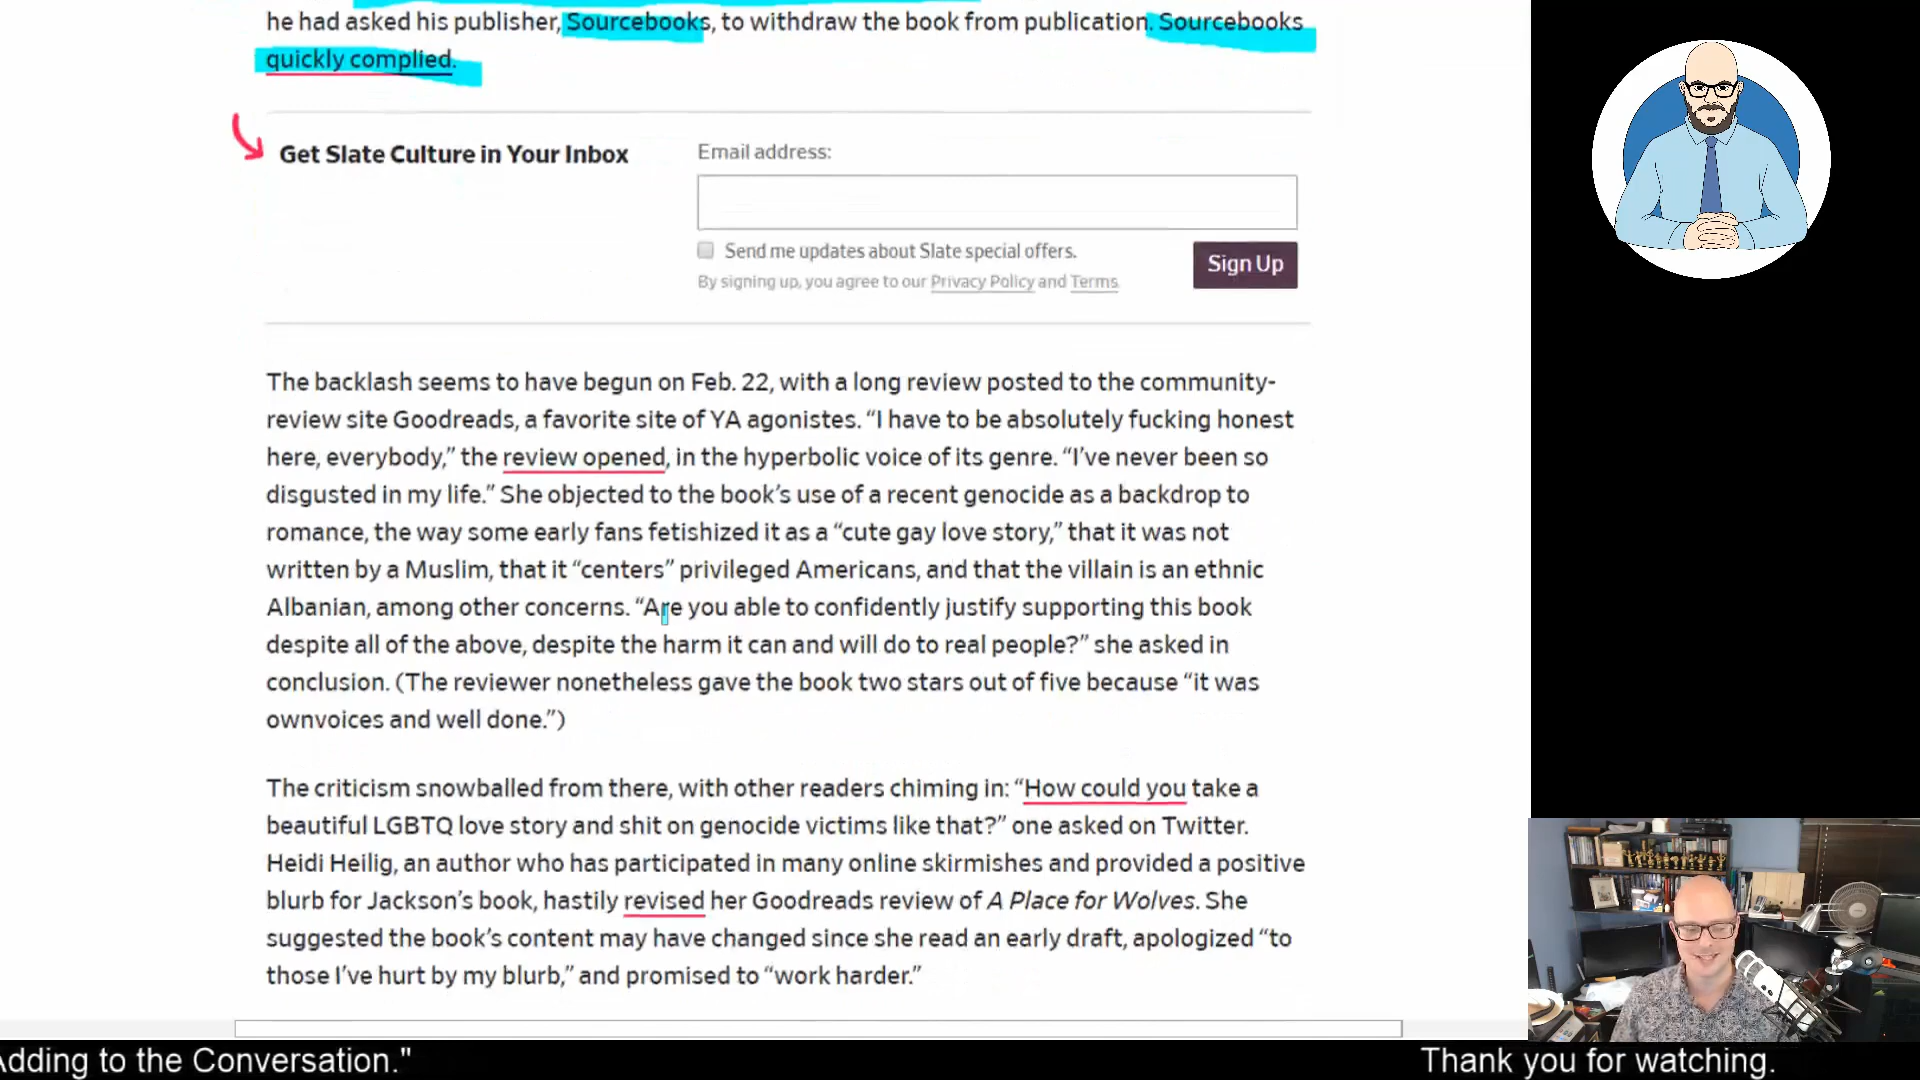 he had asked his publisher, Sourcebooks, to withdraw the book from publication. Sourcebooks
quickly complied.
Get Slate Culture in Your Inbox
Email address:
Send me updates about Slate special offers.
Sign Up
By signing up, you agree to our Privacy Policy and Terms.
The backlash seems to have begun on Feb. 22, with a long review posted to the community-
review site Goodreads, a favorite site of YA agonistes. “I have to be absolutely fucking honest
here, everybody,” the review opened, in the hyperbolic voice of its genre. “I’ve never been so
disgusted in my life.” She objected to the book’s use of a recent genocide as a backdrop to
romance, the way some early fans fetishized it as a “cute gay love story,” that it was not
written by a Muslim, that it “centers” privileged Americans, and that the villain is an ethnic
Albanian, among other concerns. “Are you able to confidently justify supporting this book
despite all of the above, despite the harm it can and will do to real people?” she asked in
conclusion. (The reviewer nonetheless gave the book two stars out of five because “it was
ownvoices and well done.”)
The criticism snowballed from there, with other readers chiming in: “How could you take a
beautiful LGBTQ love story and shit on genocide victims like that?” one asked on Twitter.
Heidi Heilig, an author who has participated in many online skirmishes and provided a positive
blurb for Jackson’s book, hastily revised her Goodreads review of A Place for Wolves. She
suggested the book’s content may have changed since she read an early draft, apologized “to
those I’ve hurt by my blurb,” and promised to “work harder.”
Adding to the Conversation."
Thank you for watching.